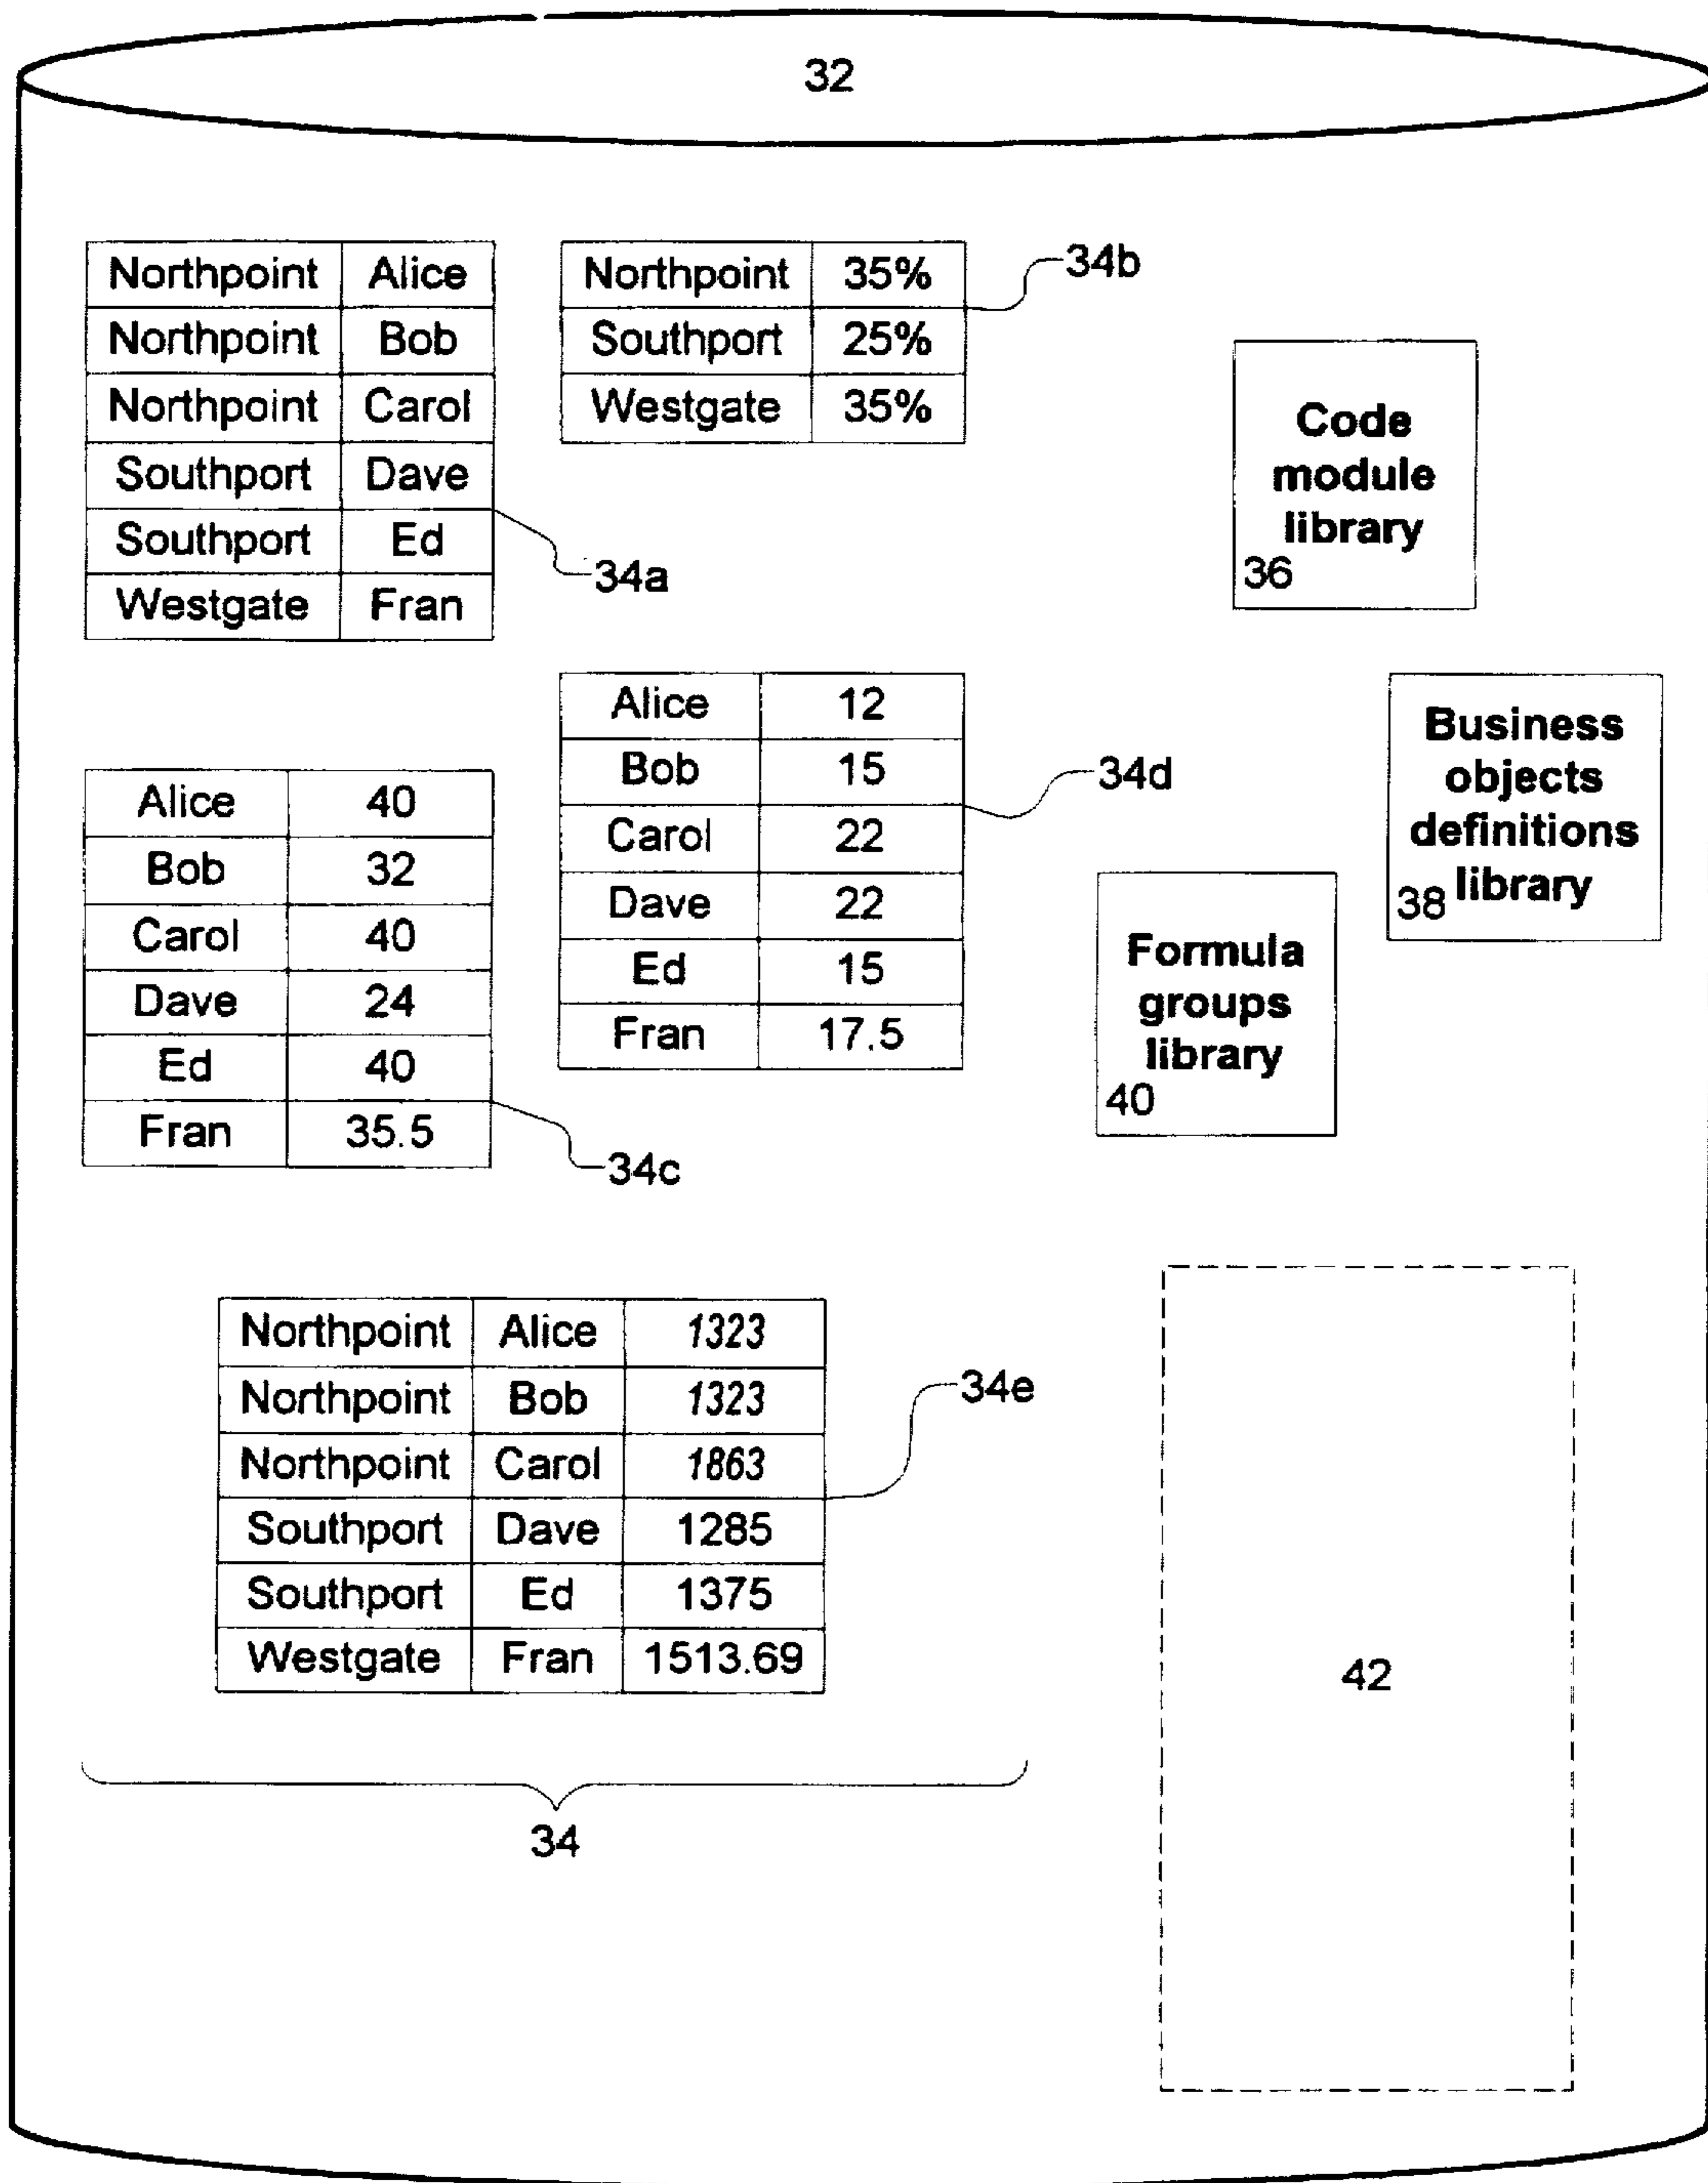 32
Northpoint Alice
Northpoint Bob
Northpoint Carol
Southport Dave
Southport Ed
Westgate Fran
34a
Northpoint 35%
Southport 25%
Westgate 35%
34b
Code
module
library
36
Alice 12
Bob 15
Carol 22
Dave 22
Ed 15
Fran 17.5
34d
Business
objects
definitions
library
38
Alice 40
Bob 32
Carol 40
Dave 24
Ed 40
Fran 35.5
34c
Formula
groups
library
40
Northpoint Alice 1323
Northpoint Bob 1323
Northpoint Carol 1863
Southport Dave 1285
Southport Ed 1375
Westgate Fran 1513.69
34e
42
34